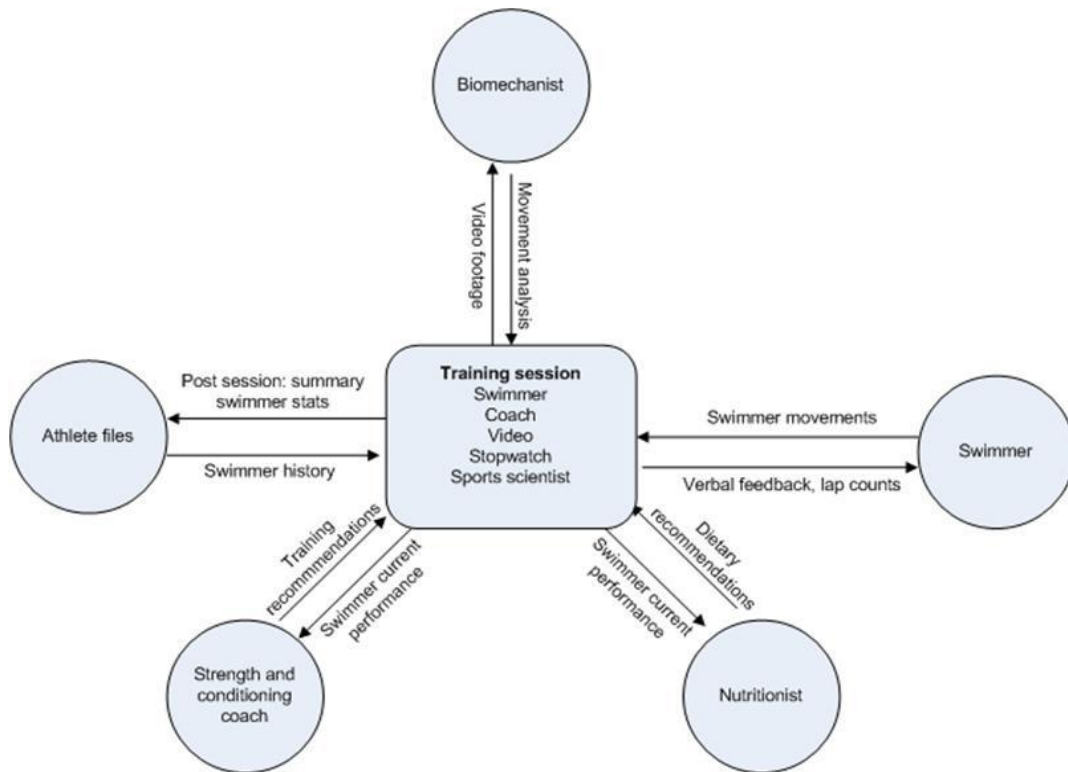 Biomechanist
Video footage
Movement analysis
Training session
Swimmer
Coach
Video
Stopwatch
Sports scientist
Post session: summary
swimmer stats
Athlete files
Swimmer history
Swimmer movements
Swimmer
Verbal feedback, lap counts
Training
recommmendations
Swimmer current
performance
Swimmer current
performance
Dietary
recommendations
Strength and
conditioning
coach
Nutritionist